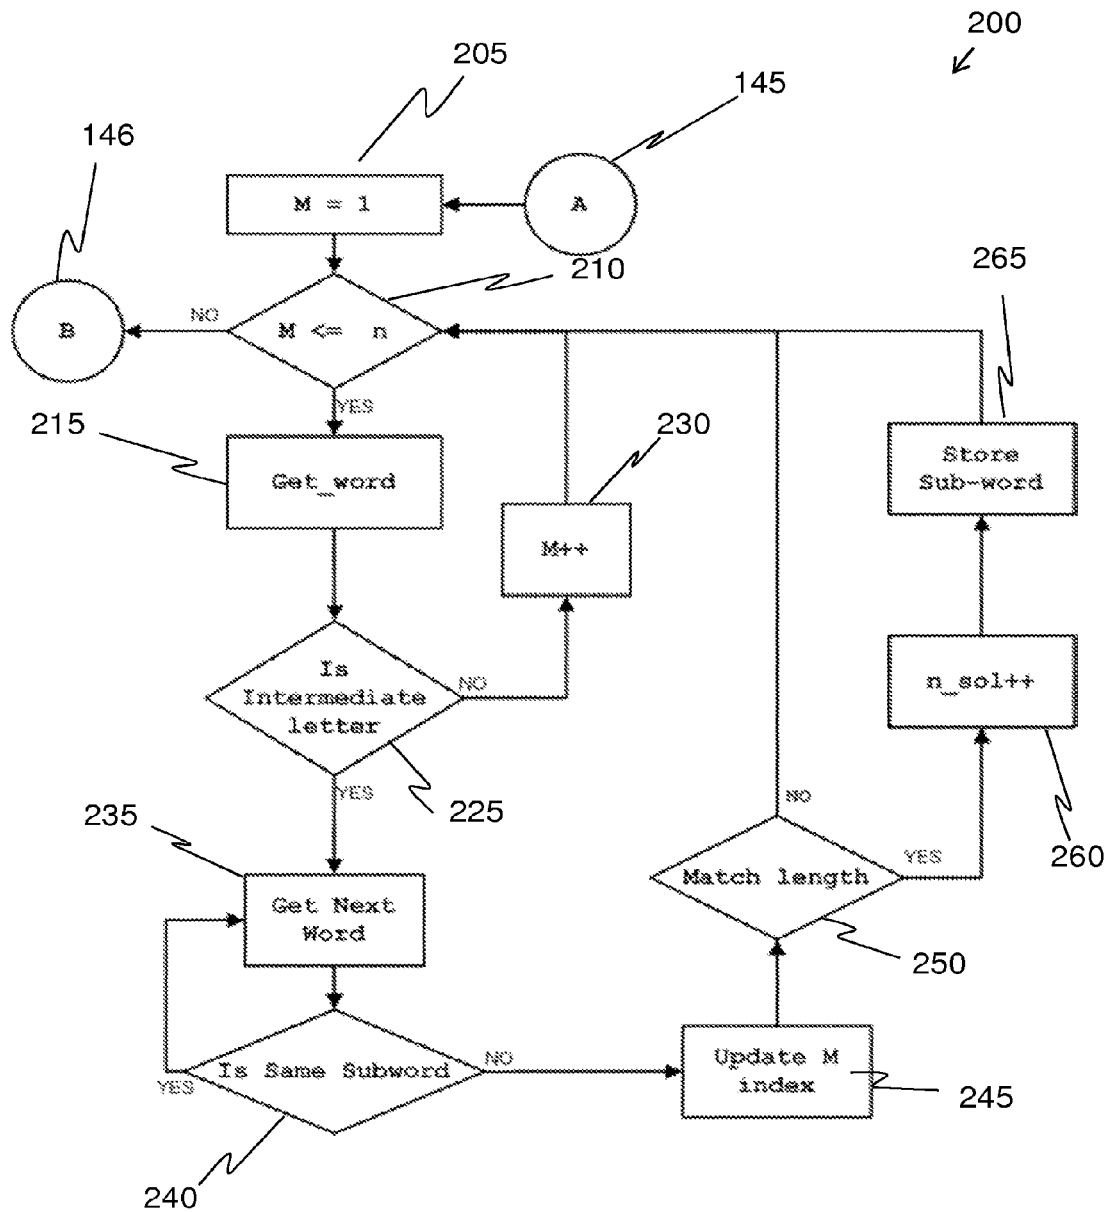 200
205
145
146
M = 1
A
210
265
NO
B
M <= n
YES
215
230
Store
Sub-word
Get_word
M++
Is
Intermediate
letter
NO
n_sol++
YES
225
NO
235
YES
260
Match length
Get Next
Word
250
Is Same Subword
NO
YES
Update M
index
245
240